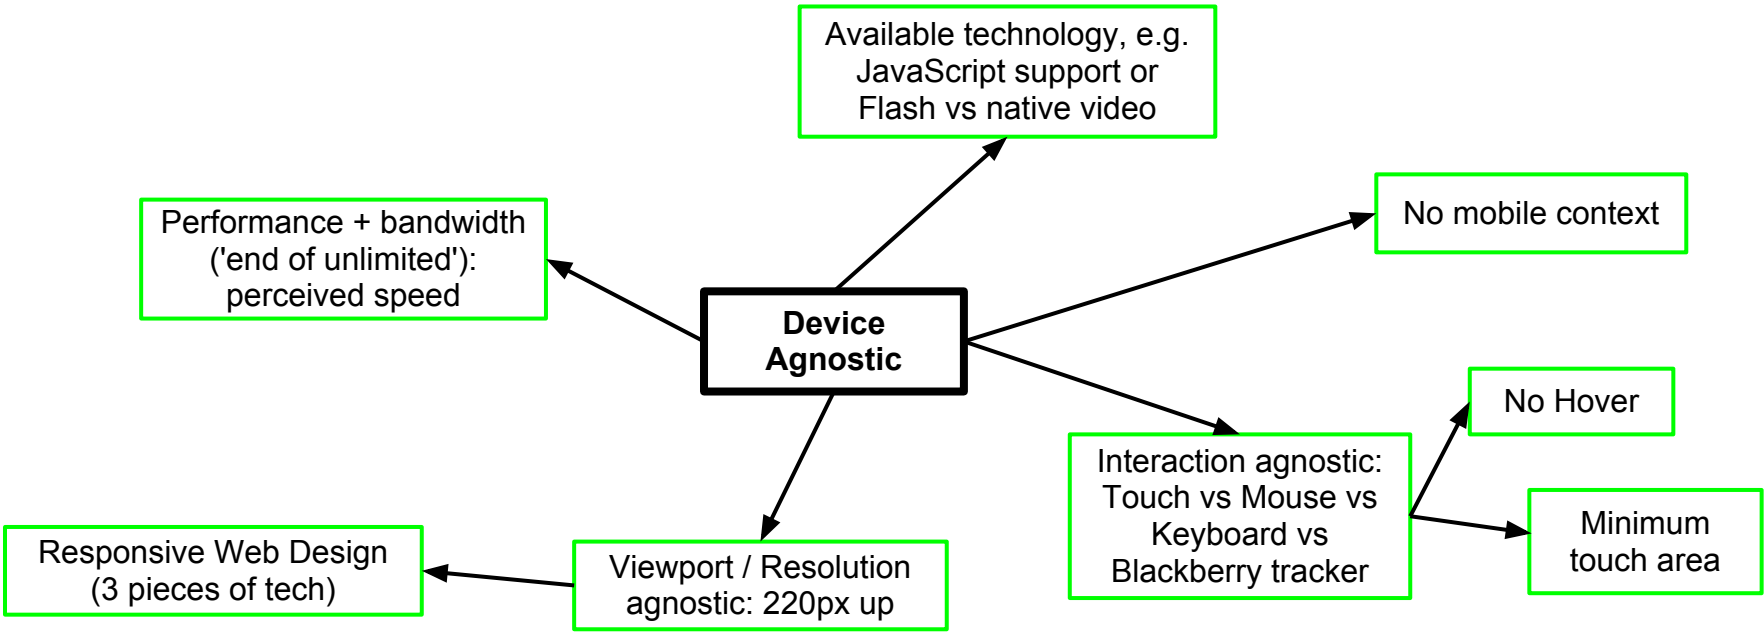 Available technology, e.g.
JavaScript support or
Flash vs native video
Performance + bandwidth
('end of unlimited'):
perceived speed
No mobile context
Device
Agnostic
No Hover
Interaction agnostic:
Touch vs Mouse vs
Keyboard vs
Blackberry tracker
Minimum
touch area
Responsive Web Design
(3 pieces of tech)
Viewport / Resolution
agnostic: 220px up